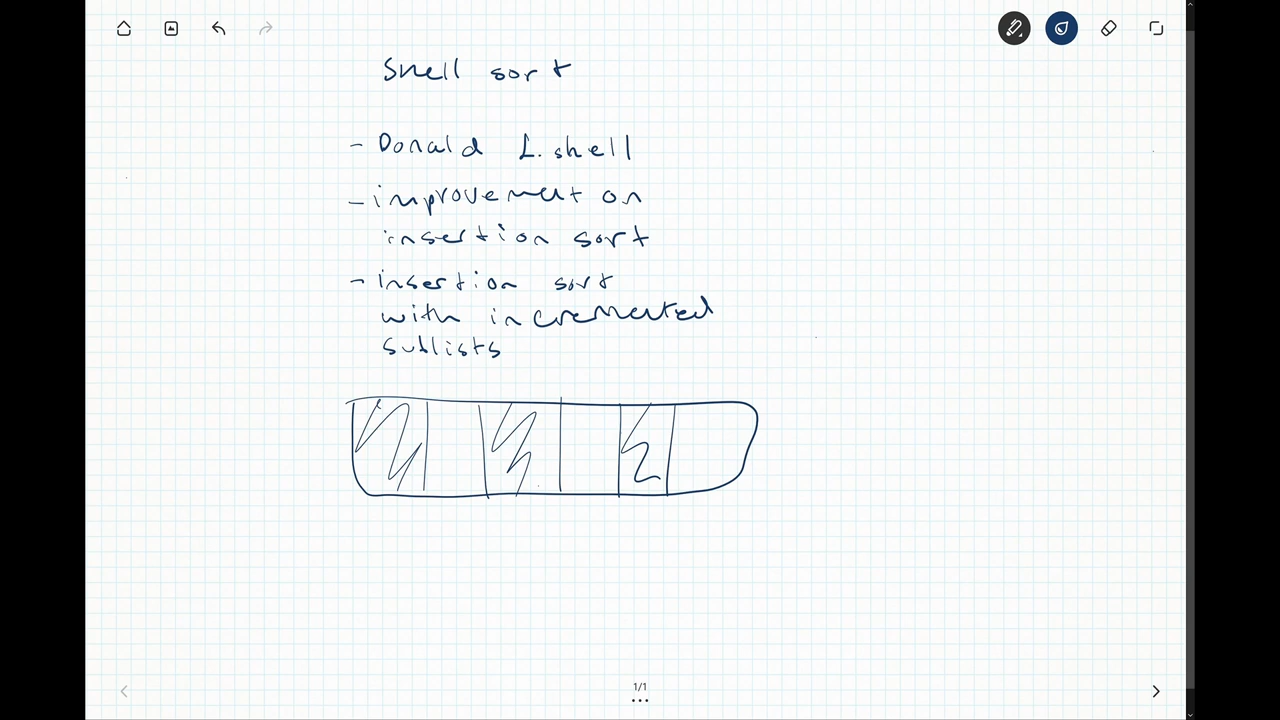 Shell sort
- Donald L. shell
- improvement on
insertion sort
- insertion sort
with incremented
sublists
1/1